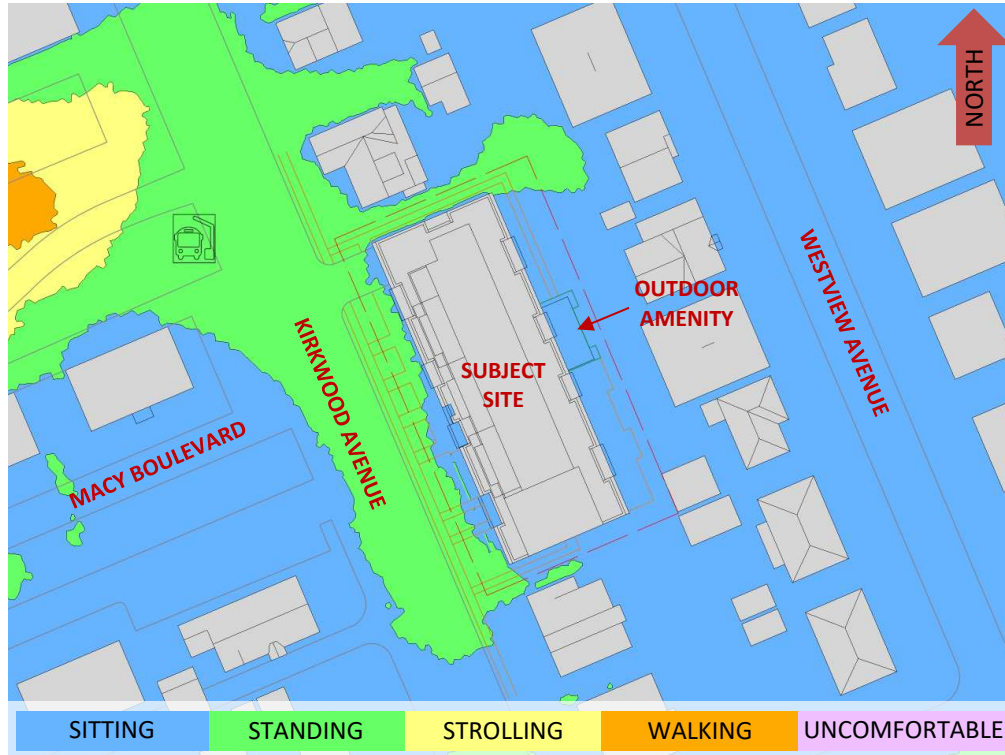 NORTH
WESTVIEW AVENUE
OUTDOOR
AMENITY
KIRKWOOD AVENUE
SUBJECT
SITE
MACY BOULEVARD
SITTING
STANDING
STROLLING
WALKING
UNCOMFORTABLE